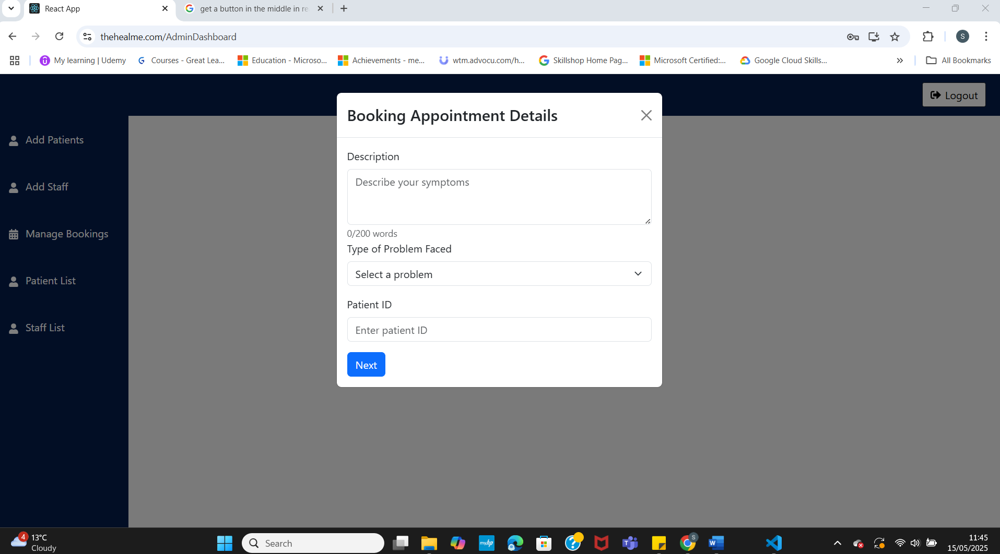 React App
get a button in the middle in re
thehealme.com/AdminDashboard
S
My learning | Udemy
Courses - Great Lea...
Education - Microso...
Achievements - me...
wtm.advocu.com/h...
Skillshop Home Pag...
Microsoft Certified:...
Google Cloud Skills...
All Bookmarks
Logout
Booking Appointment Details
Add Patients
Add Staff
Manage Bookings
Patient List
Staff List
Description
Describe your symptoms
0/200 words
Type of Problem Faced
Select a problem
Patient ID
Enter patient ID
Next
4
13°C
Cloudy
Search
myhp
S
11:45
15/05/2025